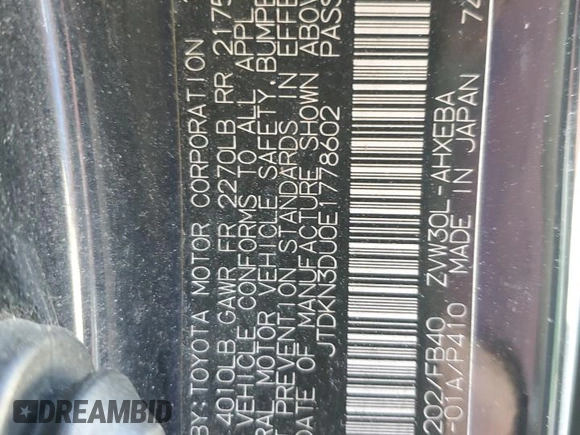 BY:TOYOTA MOTOR CORPORATION
4010LB GAWR FR 2270LB RR 2175
VEHICLE CONFORMS TO ALL APPL
RAL MOTOR VEHICLE SAFETY, BUMPE
T PREVENTION STANDARDS IN EFFE
DATE OF MANUFACTURE SHOWN ABOV
JTDKN3DU0E1778602 PASS
202/FB40 ZVW30L-AHXEBA
-01A/P410 MADE IN JAPAN 74
DREAMBID